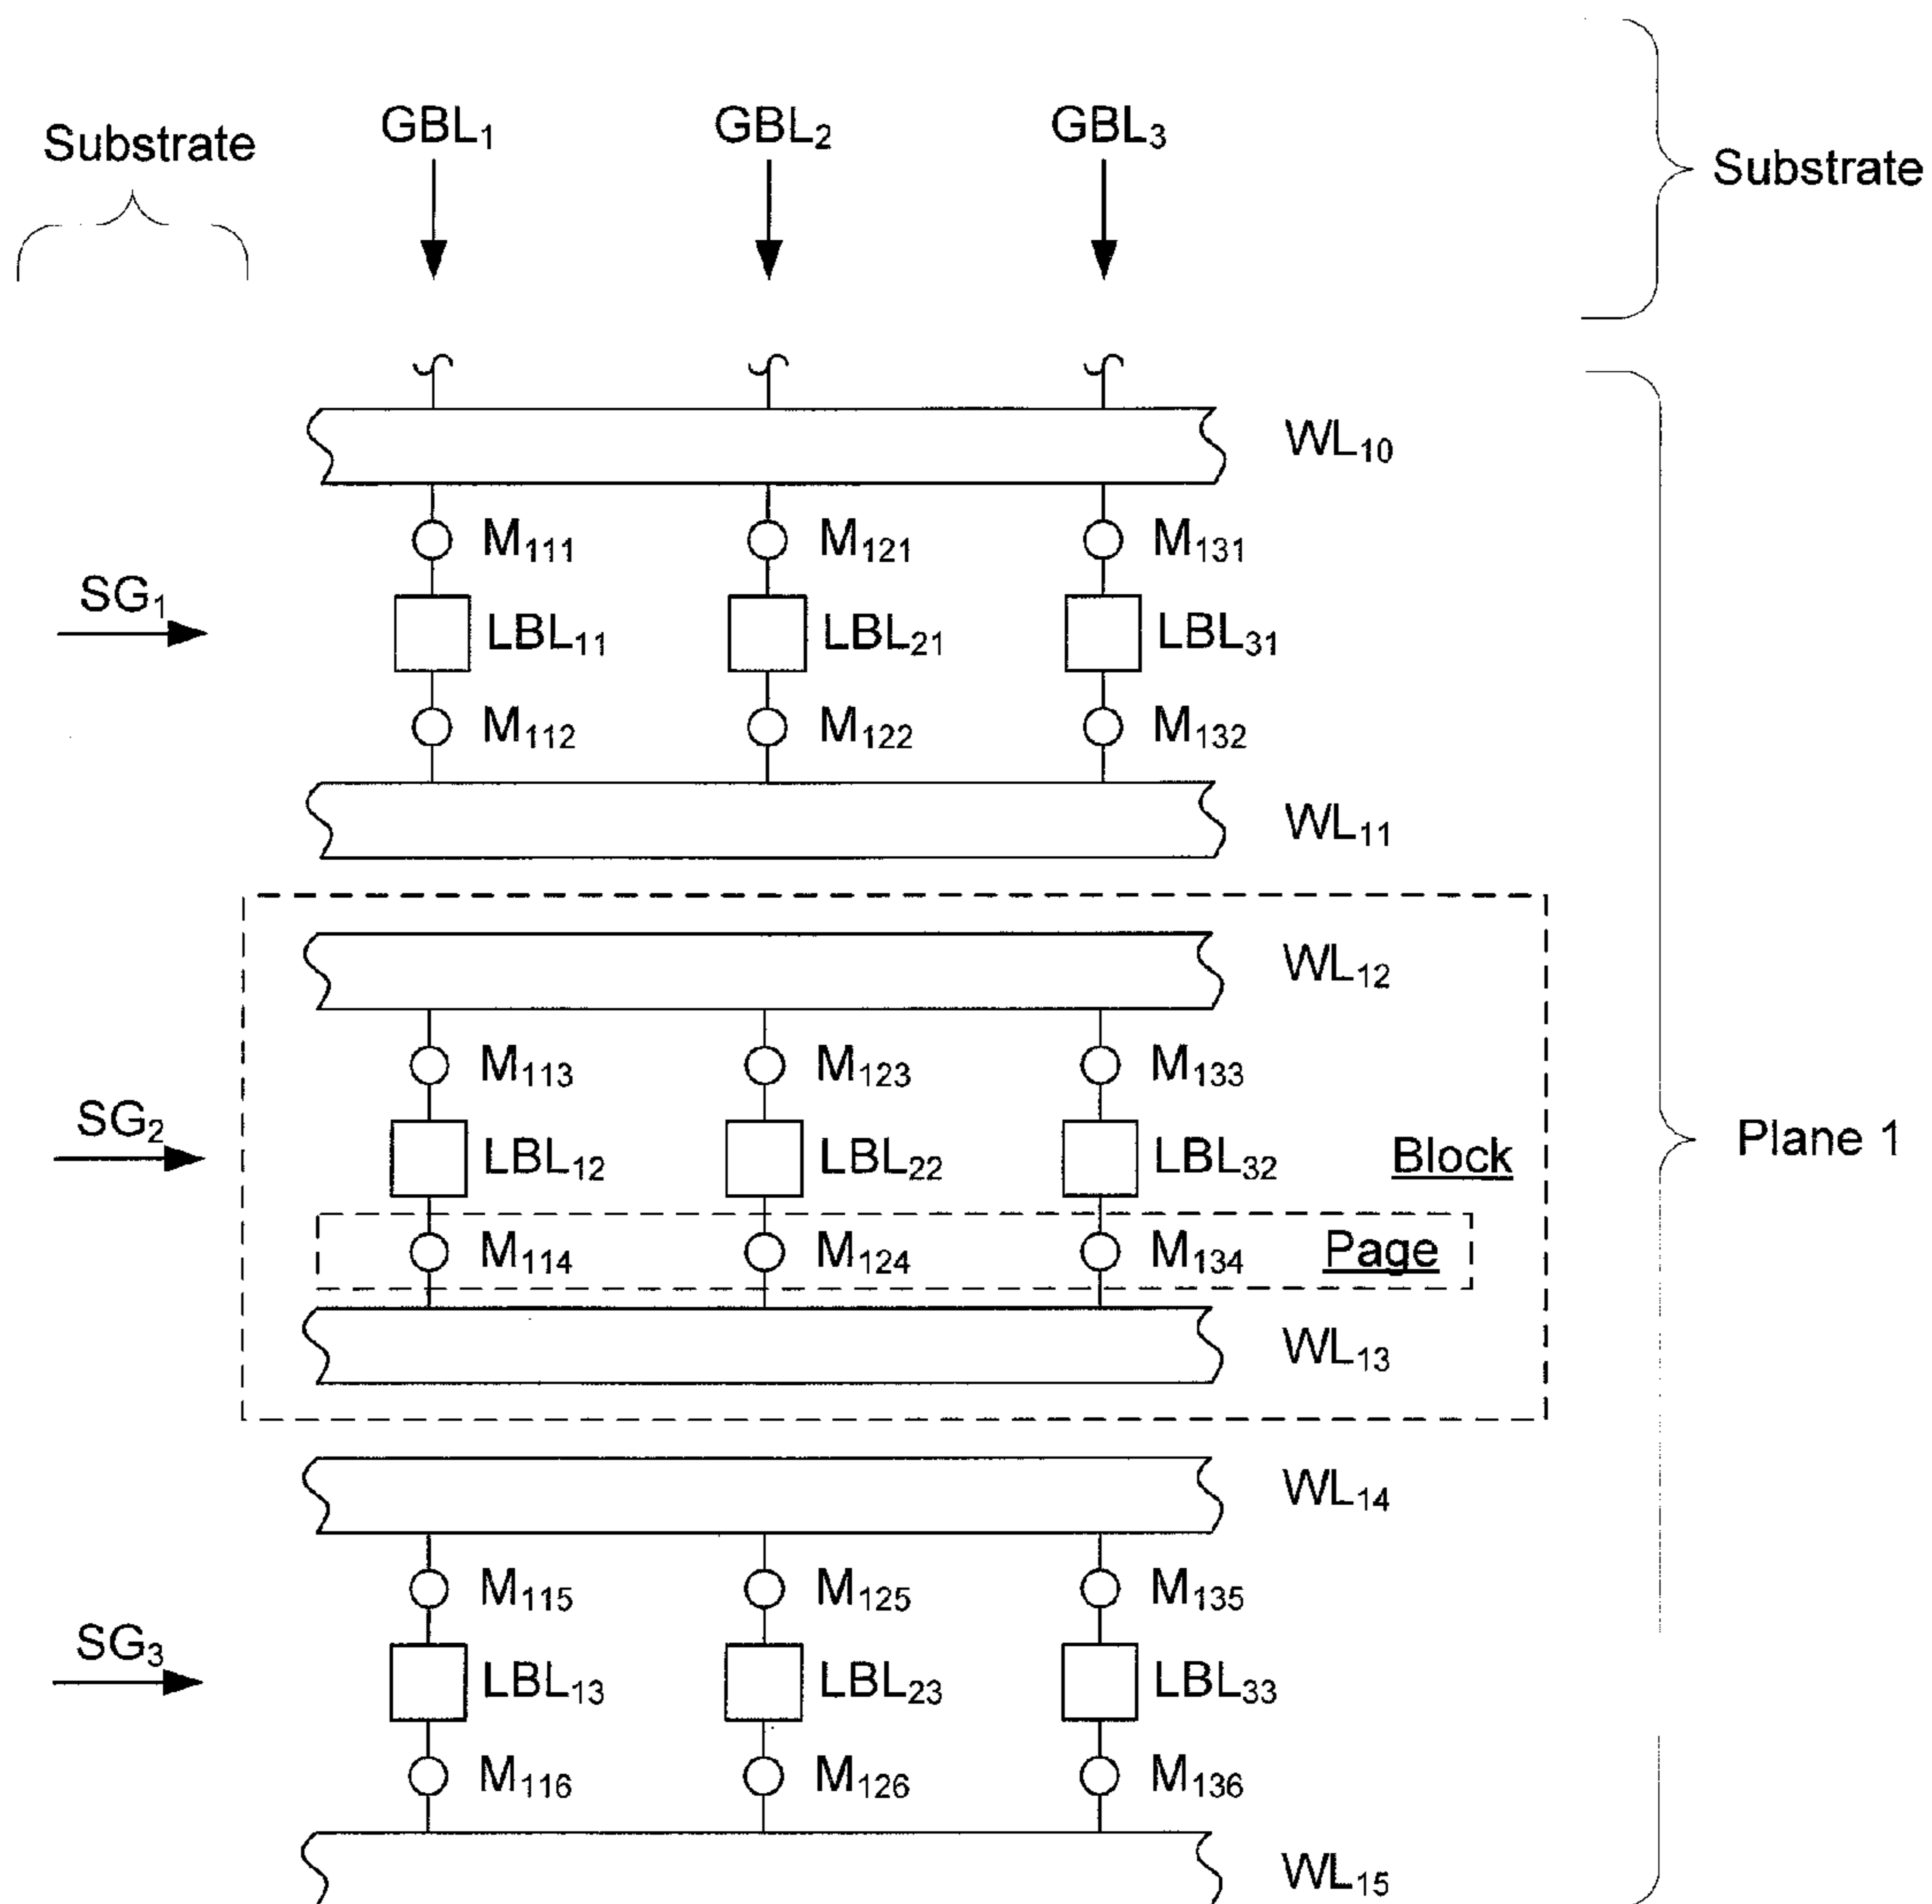 Substrate
GBL₁ GBL₂ GBL₃
Substrate
WL₁₀
M₁₁₁ M₁₂₁ M₁₃₁
SG₁
LBL₁₁ LBL₂₁ LBL₃₁
M₁₁₂ M₁₂₂ M₁₃₂
WL₁₁
WL₁₂
M₁₁₃ M₁₂₃ M₁₃₃
SG₂
LBL₁₂ LBL₂₂ LBL₃₂ Block
Plane 1
M₁₁₄ M₁₂₄ M₁₃₄ Page
WL₁₃
WL₁₄
M₁₁₅ M₁₂₅ M₁₃₅
SG₃
LBL₁₃ LBL₂₃ LBL₃₃
M₁₁₆ M₁₂₆ M₁₃₆
WL₁₅